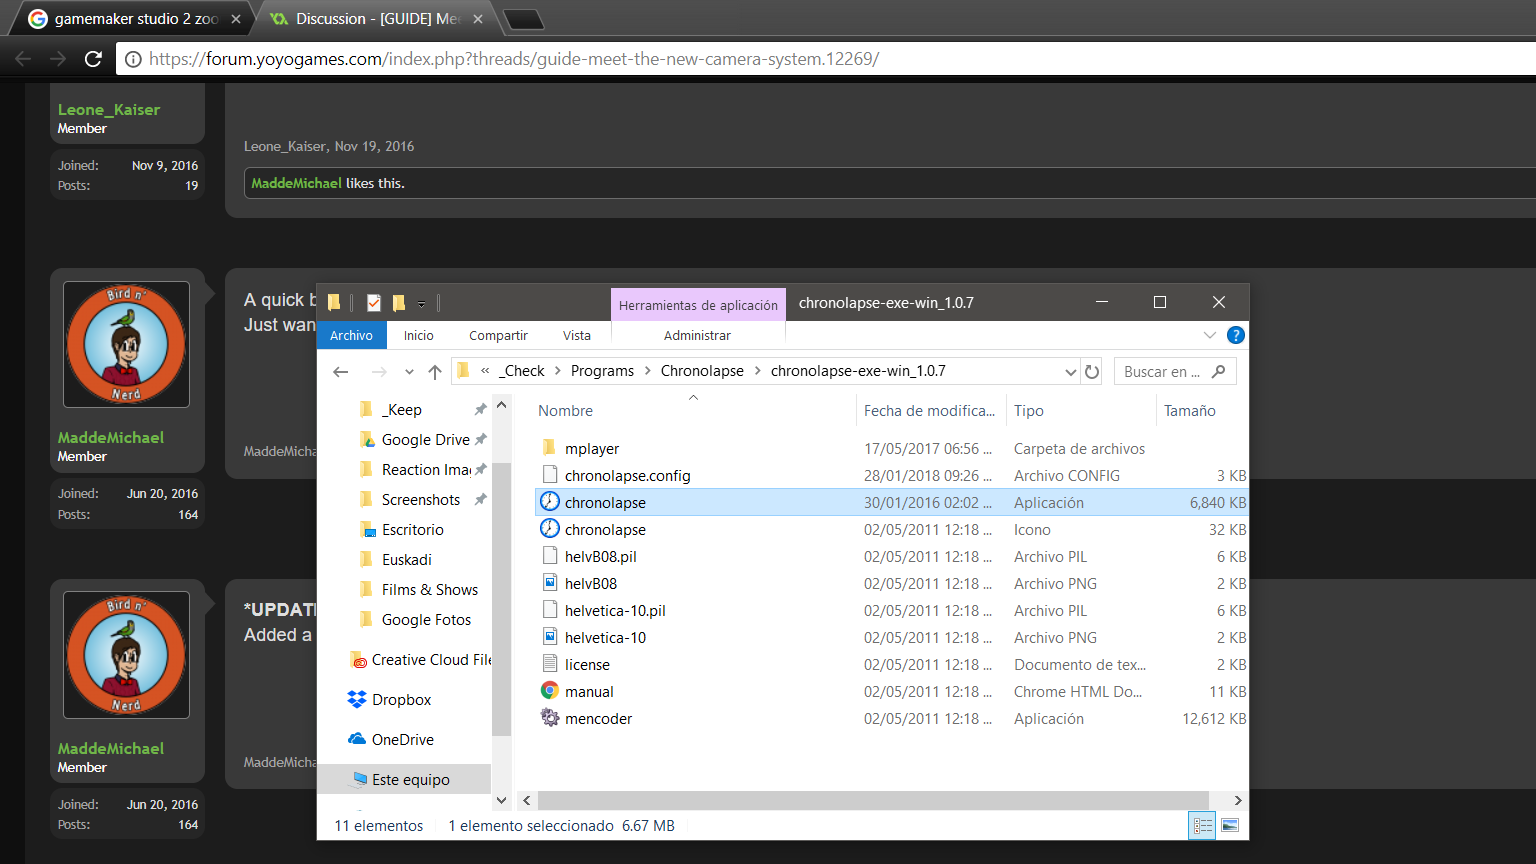 gamemaker studio 2 zoo
Discussion - [GUIDE] Mee
https://forum.yoyogames.com/index.php?threads/guide-meet-the-new-camera-system.12269/
Leone_Kaiser
Member
Joined: Nov 9, 2016
Posts: 19
Leone_Kaiser, Nov 19, 2016
MaddeMichael likes this.
Bird n'
Nerd
MaddeMichael
Member
Joined: Jun 20, 2016
Posts: 164
A quick b
Just wan
MaddeMicha
Bird n'
Nerd
MaddeMichael
Member
Joined: Jun 20, 2016
Posts: 164
*UPDAT
Added a
MaddeMicha
Herramientas de aplicación
chronolapse-exe-win_1.0.7
Archivo Inicio Compartir Vista Administrar
?
« _Check > Programs > Chronolapse > chronolapse-exe-win_1.0.7
Buscar en ...
_Keep
Google Drive
Reaction Ima
Screenshots
Escritorio
Euskadi
Films & Shows
Google Fotos
Creative Cloud File
Dropbox
OneDrive
Este equipo
Nombre Fecha de modifica... Tipo Tamaño
mplayer 17/05/2017 06:56 ... Carpeta de archivos
chronolapse.config 28/01/2018 09:26 ... Archivo CONFIG 3 KB
chronolapse 30/01/2016 02:02 ... Aplicación 6,840 KB
chronolapse 02/05/2011 12:18 ... Icono 32 KB
helvB08.pil 02/05/2011 12:18 ... Archivo PIL 6 KB
helvB08 02/05/2011 12:18 ... Archivo PNG 2 KB
helvetica-10.pil 02/05/2011 12:18 ... Archivo PIL 6 KB
helvetica-10 02/05/2011 12:18 ... Archivo PNG 2 KB
license 02/05/2011 12:18 ... Documento de tex... 2 KB
manual 02/05/2011 12:18 ... Chrome HTML Do... 11 KB
mencoder 02/05/2011 12:18 ... Aplicación 12,612 KB
11 elementos 1 elemento seleccionado 6.67 MB